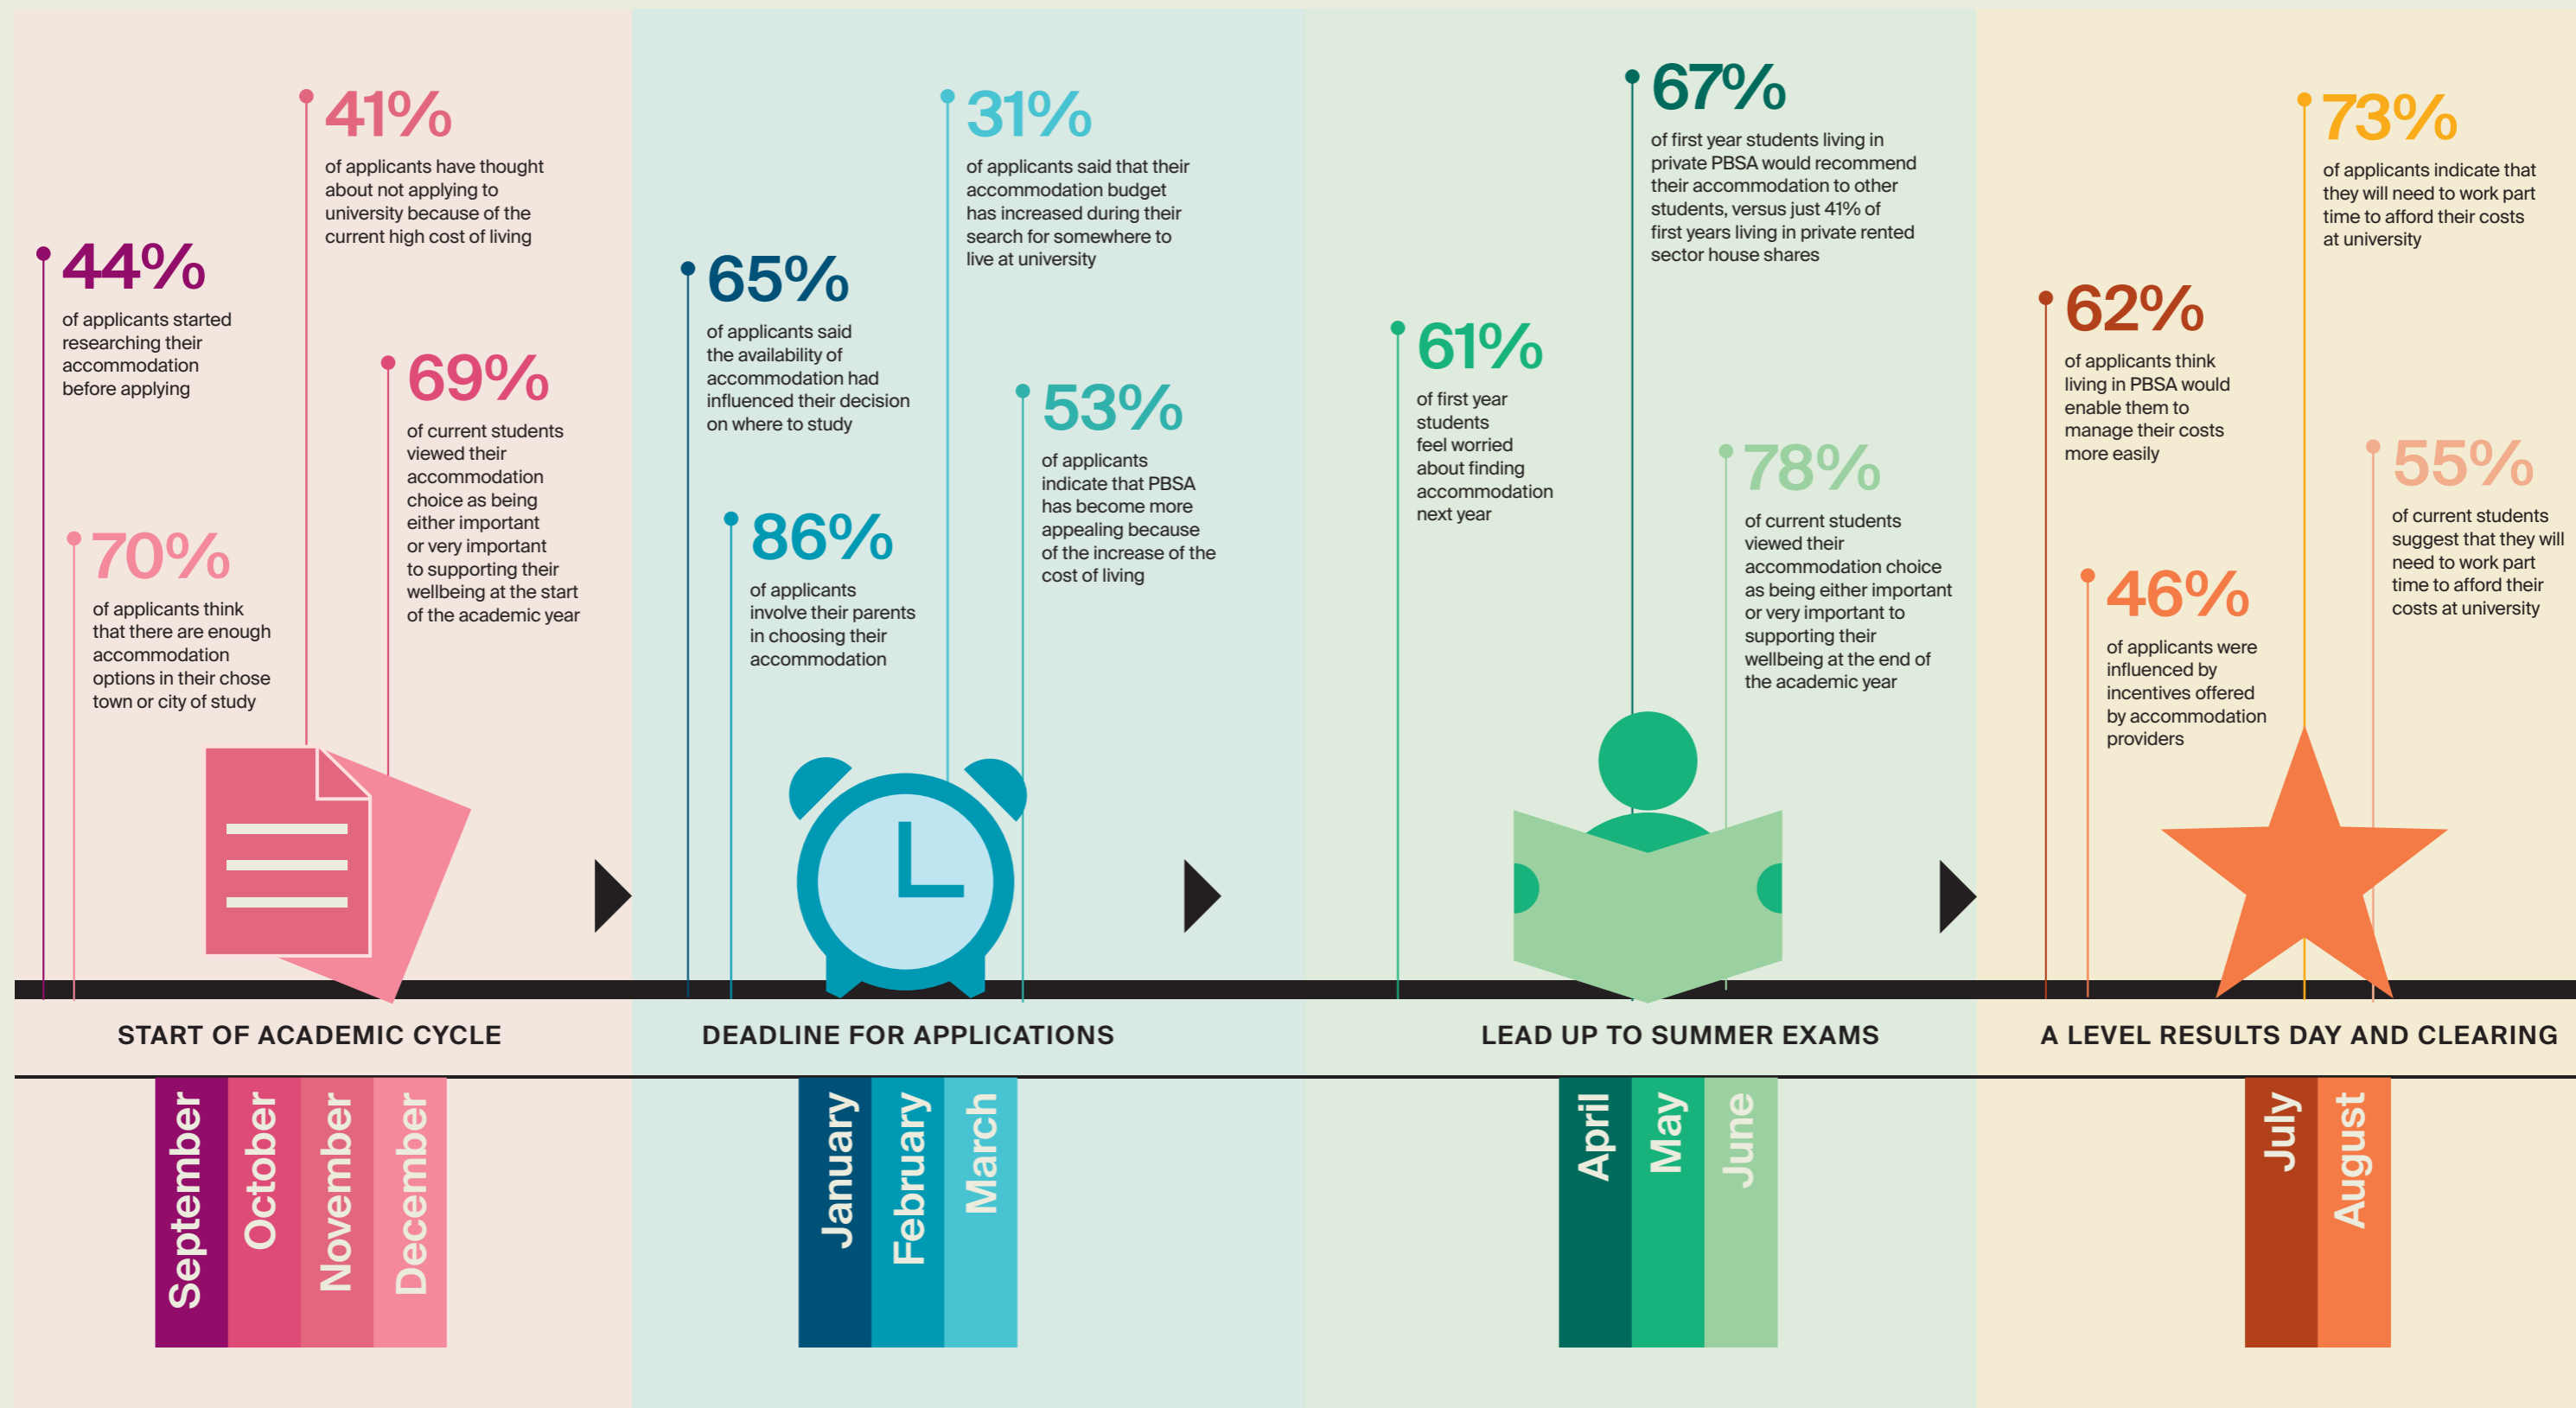 44%
of applicants started
researching their
accommodation
before applying
70%
of applicants think
that there are enough
accommodation
options in their chose
town or city of study
41%
of applicants have thought
about not applying to
university because of the
current high cost of living
69%
of current students
viewed their
accommodation
choice as being
either important
or very important
to supporting their
wellbeing at the start
of the academic year
65%
of applicants said
the availability of
accommodation had
influenced their decision
on where to study
86%
of applicants
involve their parents
in choosing their
accommodation
31%
of applicants said that their
accommodation budget
has increased during their
search for somewhere to
live at university
53%
of applicants
indicate that PBSA
has become more
appealing because
of the increase of the
cost of living
61%
of first year
students
feel worried
about finding
accommodation
next year
67%
of first year students living in
private PBSA would recommend
their accommodation to other
students, versus just 41% of
first years living in private rented
sector house shares
78%
of current students
viewed their
accommodation choice
as being either important
or very important to
supporting their
wellbeing at the end of
the academic year
62%
of applicants think
living in PBSA would
enable them to
manage their costs
more easily
46%
of applicants were
influenced by
incentives offered
by accommodation
providers
73%
of applicants indicate that
they will need to work part
time to afford their costs
at university
55%
of current students
suggest that they will
need to work part
time to afford their
costs at university
START OF ACADEMIC CYCLE
DEADLINE FOR APPLICATIONS
LEAD UP TO SUMMER EXAMS
A LEVEL RESULTS DAY AND CLEARING
September
October
November
December
January
February
March
April
May
June
July
August